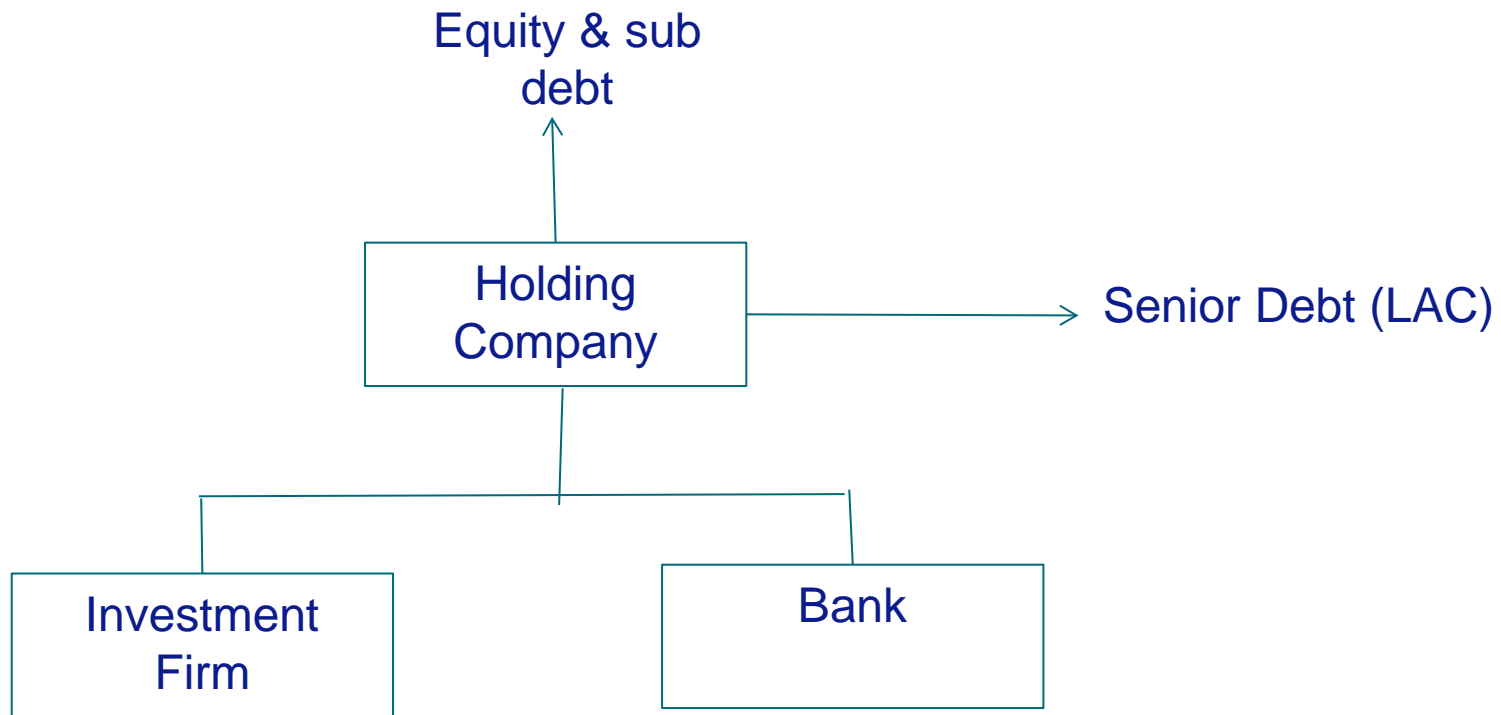 Equity & sub
debt
Holding
Company
Senior Debt (LAC)
Investment
Firm
Bank